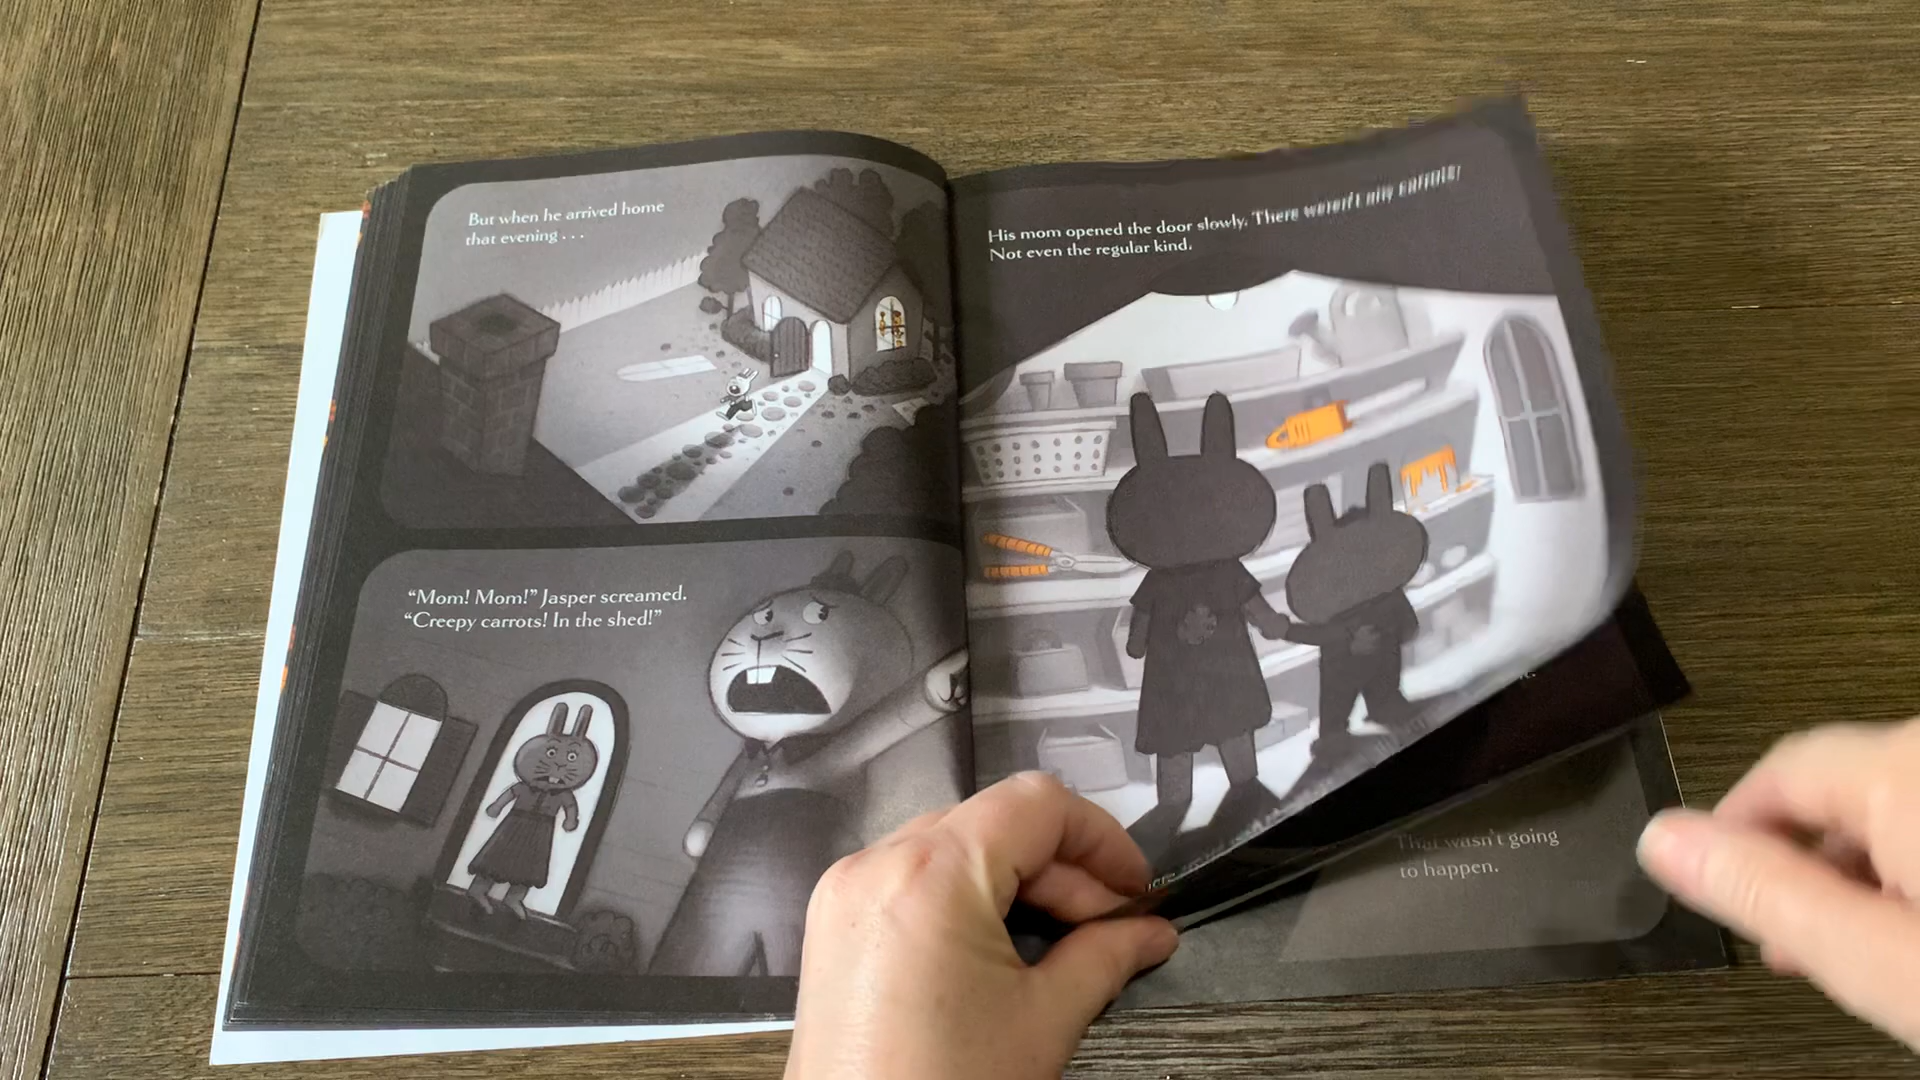 But when he arrived home
that evening . . .
“Mom! Mom!” Jasper screamed.
“Creepy carrots! In the shed!”
His mom opened the door slowly. There weren’t any carrots!
Not even the regular kind.
That wasn’t going
to happen.